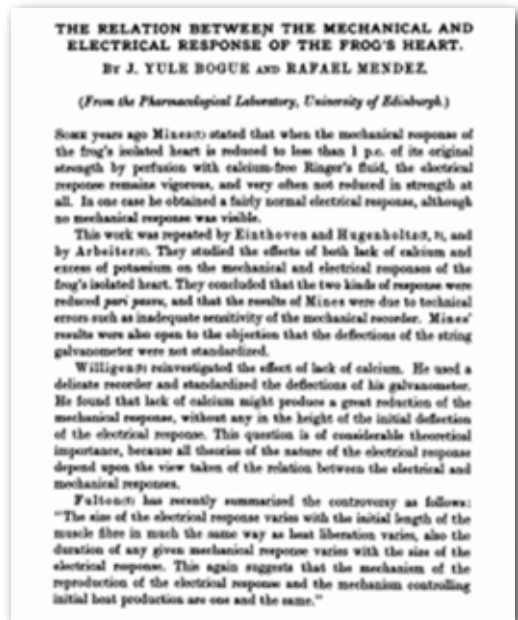 THE RELATION BETWEEN THE MECHANICAL AND
ELECTRICAL RESPONSE OF THE FROG'S HEART.
BY J. YULE BOGUE AND RAFAEL MENDEZ.
(From the Pharmacological Laboratory, University of Edinburgh.)
SOME years ago Mines(1) stated that when the mechanical response of
the frog's isolated heart is reduced to less than 1 p.c. of its original
strength by perfusion with calcium-free Ringer's fluid, the electrical
response remains vigorous, and very often not reduced in strength at
all. In one case he obtained a fairly normal electrical response, although
no mechanical response was visible.
This work was repeated by Einthoven and Hugenholtz and
by Arbeiter. They studied the effects of both lack of calcium and
excess of potassium on the mechanical and electrical responses of the
frog's isolated heart. They concluded that the two kinds of response were
reduced pari passu, and that the results of Mines were due to technical
errors such as inadequate sensitivity of the mechanical recorder. Mines'
results were also open to the objection that the deflections of the string
galvanometer were not standardized.
Willigen reinvestigated the effect of lack of calcium. He used a
delicate recorder and standardized the deflections of his galvanometer.
He found that lack of calcium might produce a great reduction of the
mechanical response, without any in the height of the initial deflection
of the electrical response. This question is of considerable theoretical
importance, because all theories of the nature of the electrical response
depend upon the view taken of the relation between the electrical and
mechanical responses.
Fulton has recently summarized the controversy as follows:
"The size of the electrical response varies with the initial length of the
muscle fibre in much the same way as heat liberation varies, also the
duration of any given mechanical response varies with the size of the
electrical response. This again suggests that the mechanism of the
reproduction of the electrical response and the mechanism controlling
initial heat production are one and the same."